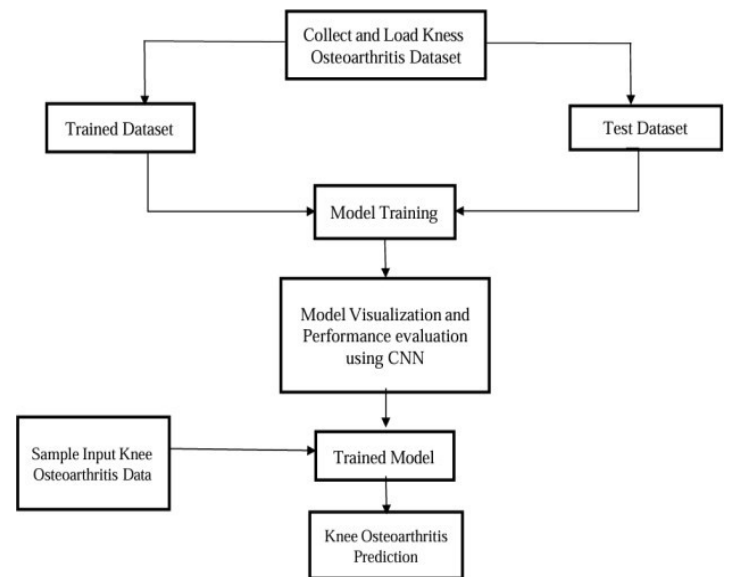 Collect and Load Kness
Osteoarthritis Dataset
Trained Dataset
Test Dataset
Model Training
Model Visualization and
Performance evaluation
using CNN
Sample Input Knee
Osteoarthritis Data
Trained Model
Knee Osteoarthritis
Prediction